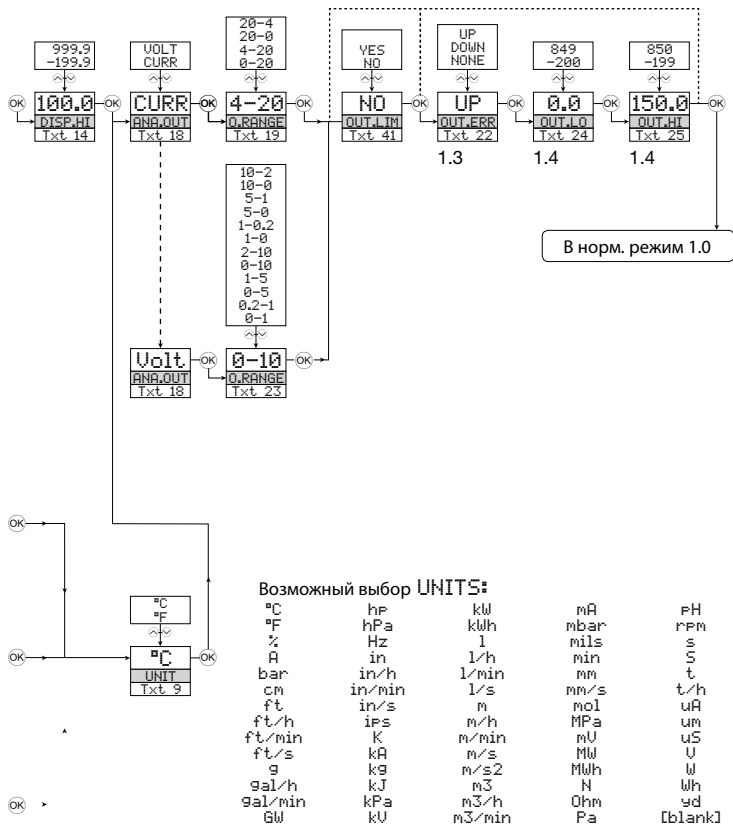 20-4
20-0
4-20
0-20
999.9
-199.9
VOLT
CURR
YES
NO
UP
DOWN
NONE
849
-200
850
-199
OK 100.0 OK CURR OK 4-20 OK NO OK UP OK 0.0 OK 150.0 OK
DISP.HI ANA.OUT O.RANGE OUT.LIM OUT.ERR OUT.LO OUT.HI
Txt 14 Txt 18 Txt 19 Txt 41 Txt 22 Txt 24 Txt 25
1.3 1.4 1.4
В норм. режим 1.0
10-2
10-0
5-1
5-0
1-0.2
1-0
2-10
0-10
1-5
0-5
0.2-1
0-1
Volt OK 0-10 OK
ANA.OUT O.RANGE
Txt 18 Txt 23
OK
°C
°F
OK °C OK
UNIT
Txt 9
OK
Возможный выбор UNITS:
°C hp kW mA pH
°F hPa kWh mbar rpm
% Hz l mils s
A in l/h min S
bar in/h l/min mm t
cm in/min l/s mm/s t/h
ft in/s m mol uA
ft/h ips m/h MPa um
ft/min K m/min mV uS
ft/s kA m/s MW V
g kg m/s2 MWh W
gal/h kJ m3 N Wh
gal/min kPa m3/h Ohm yd
GW kV m3/min Pa [blank]